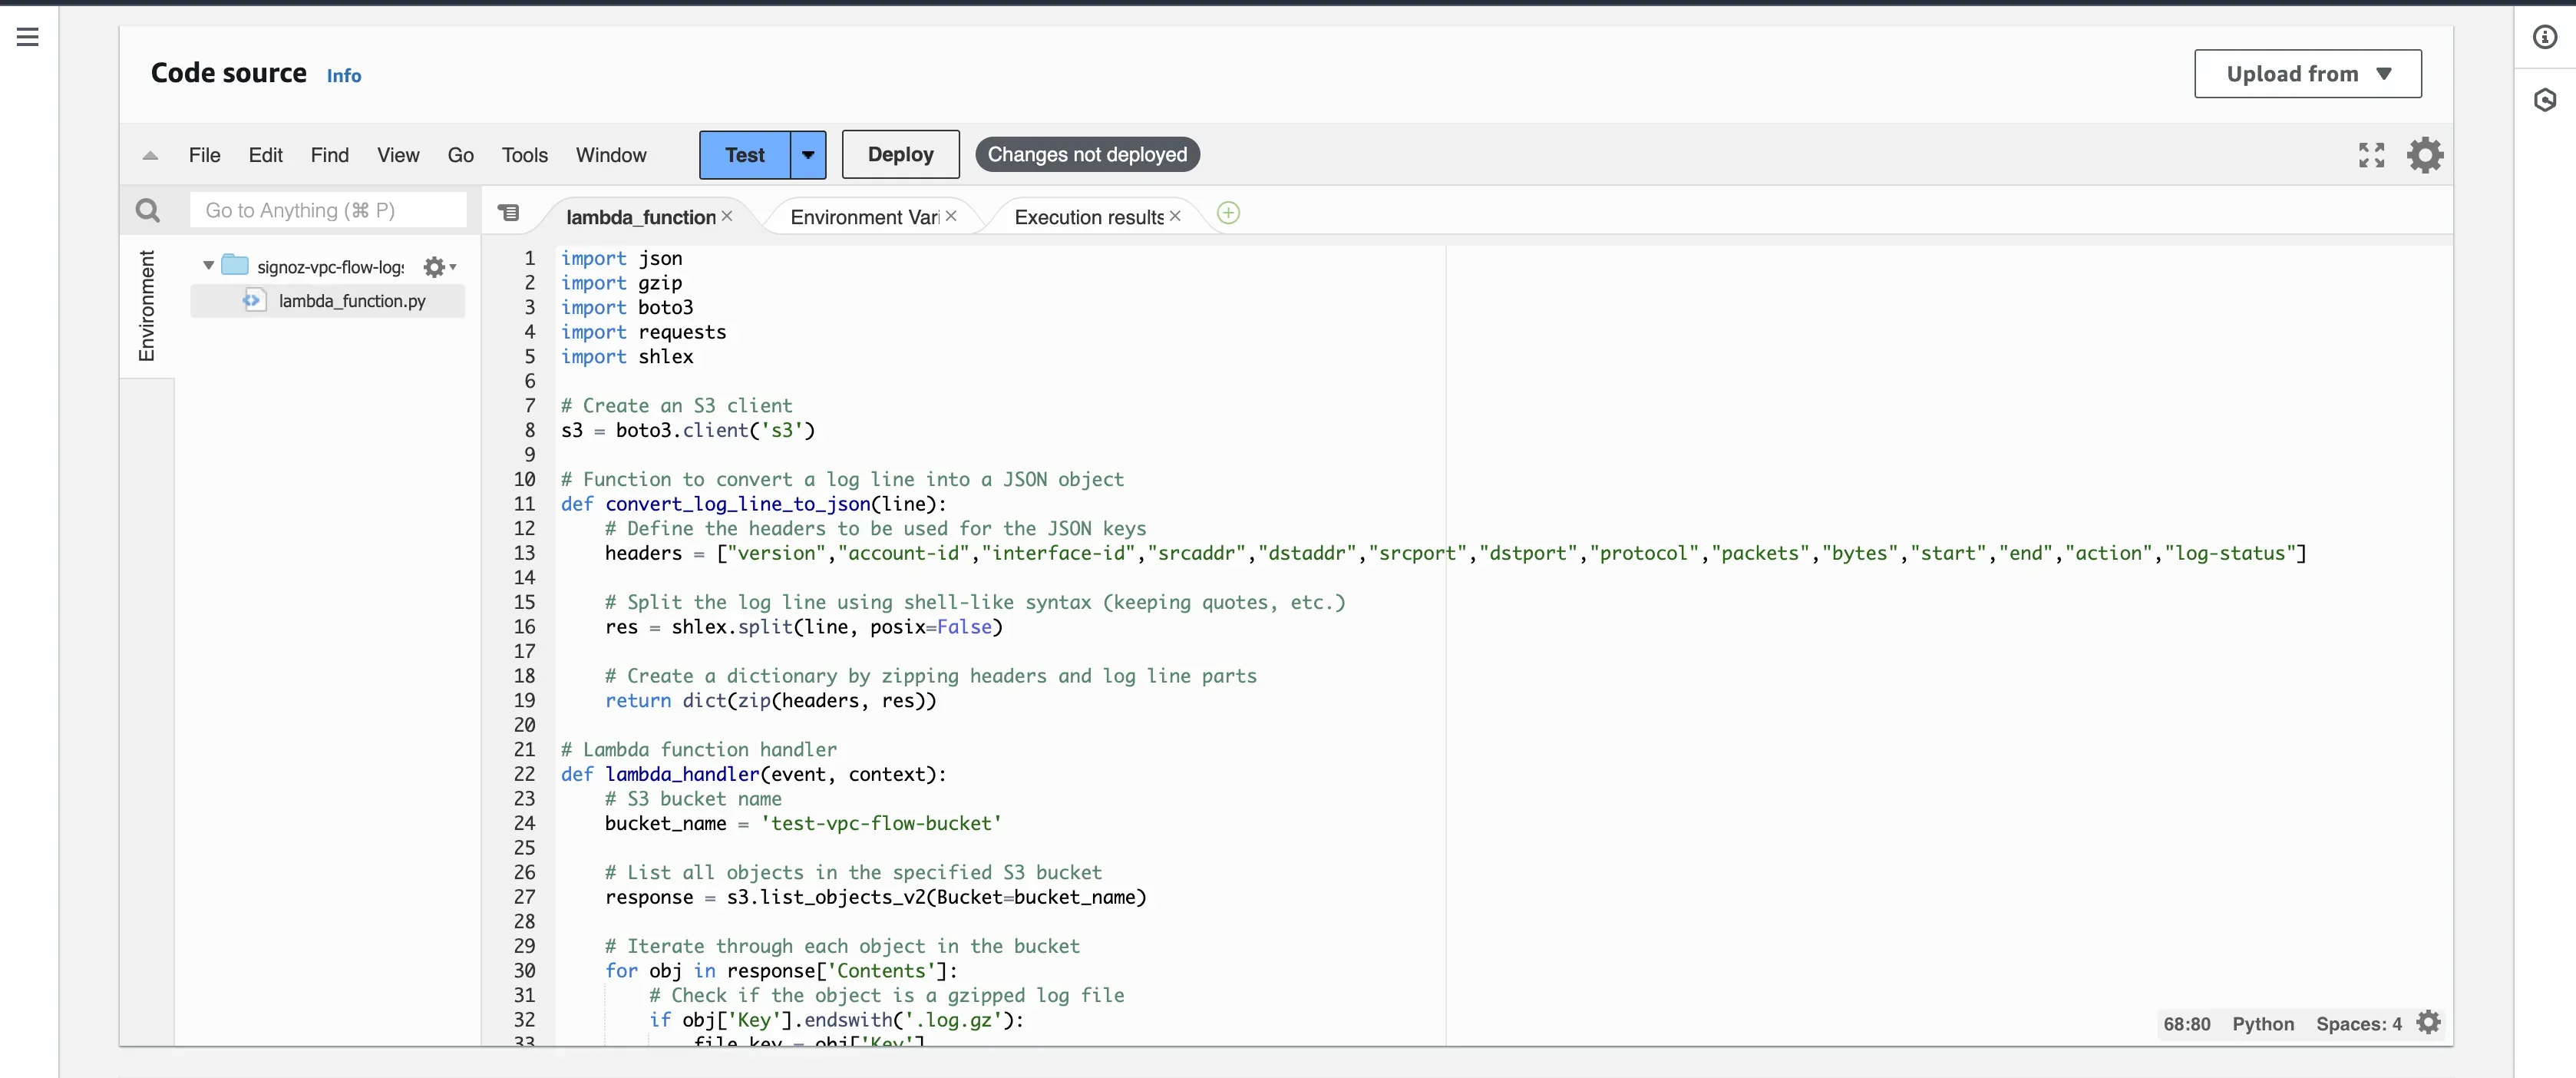 Code source Info
Upload from
File Edit Find View Go Tools Window Test Deploy Changes not deployed
Go to Anything (⌘ P)
lambda_function Environment Vari Execution results
Environment
signoz-vpc-flow-logs
lambda_function.py
1 import json
2 import gzip
3 import boto3
4 import requests
5 import shlex
6
7 # Create an S3 client
8 s3 = boto3.client('s3')
9
10 # Function to convert a log line into a JSON object
11 def convert_log_line_to_json(line):
12     # Define the headers to be used for the JSON keys
13     headers = ["version","account-id","interface-id","srcaddr","dstaddr","srcport","dstport","protocol","packets","bytes","start","end","action","log-status"]
14
15     # Split the log line using shell-like syntax (keeping quotes, etc.)
16     res = shlex.split(line, posix=False)
17
18     # Create a dictionary by zipping headers and log line parts
19     return dict(zip(headers, res))
20
21 # Lambda function handler
22 def lambda_handler(event, context):
23     # S3 bucket name
24     bucket_name = 'test-vpc-flow-bucket'
25
26     # List all objects in the specified S3 bucket
27     response = s3.list_objects_v2(Bucket=bucket_name)
28
29     # Iterate through each object in the bucket
30     for obj in response['Contents']:
31         # Check if the object is a gzipped log file
32         if obj['Key'].endswith('.log.gz'):
33             file_key = obj['Key']
68:80 Python Spaces: 4